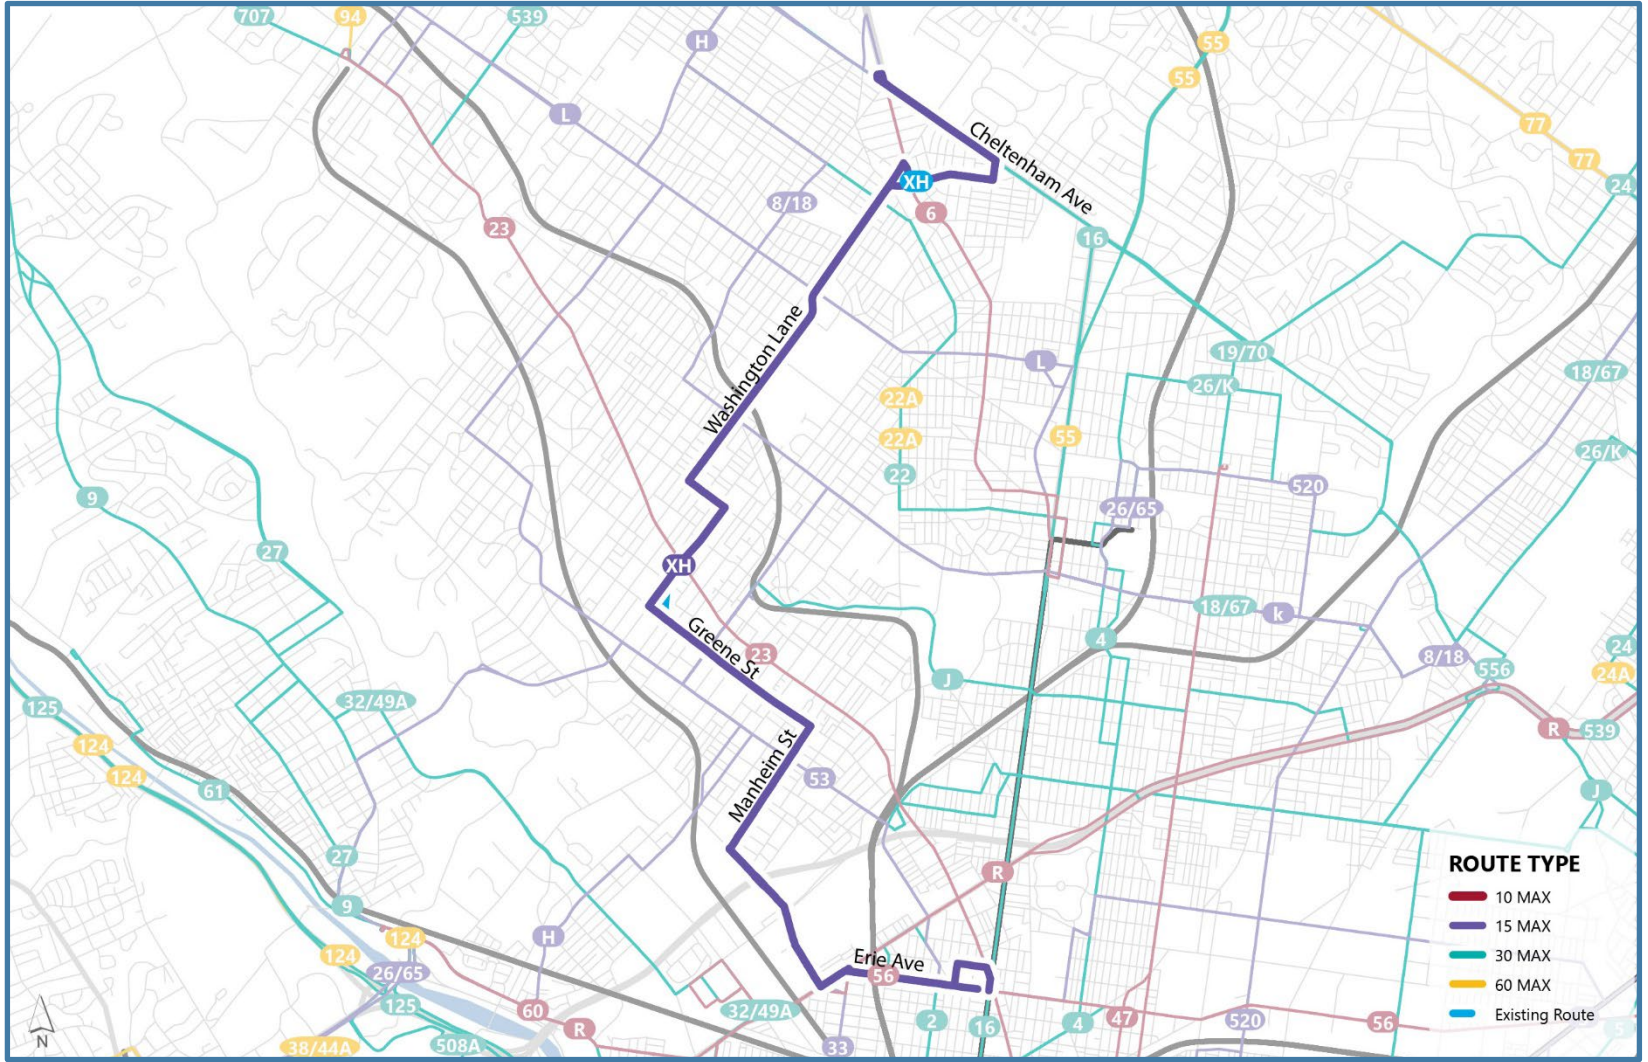 707
94
539
H
55
L
55
77
Cheltenham Ave
77
XH
24
8/18
6
23
16
Washington Lane
19/70
L
18/67
26/K
22A
55
22A
26/K
22
520
9
26/65
27
XH
18/67
k
Greene St
4
23
24
8/18
556
24A
J
32/49A
125
R
539
124
Manheim St
124
53
61
J
27
R
9
H
124
124
Erie Ave
26/65
56
125
60
32/49A
2
16
4
47
520
56
R
38/44A
508A
33
5
N
ROUTE TYPE
10 MAX
15 MAX
30 MAX
60 MAX
Existing Route